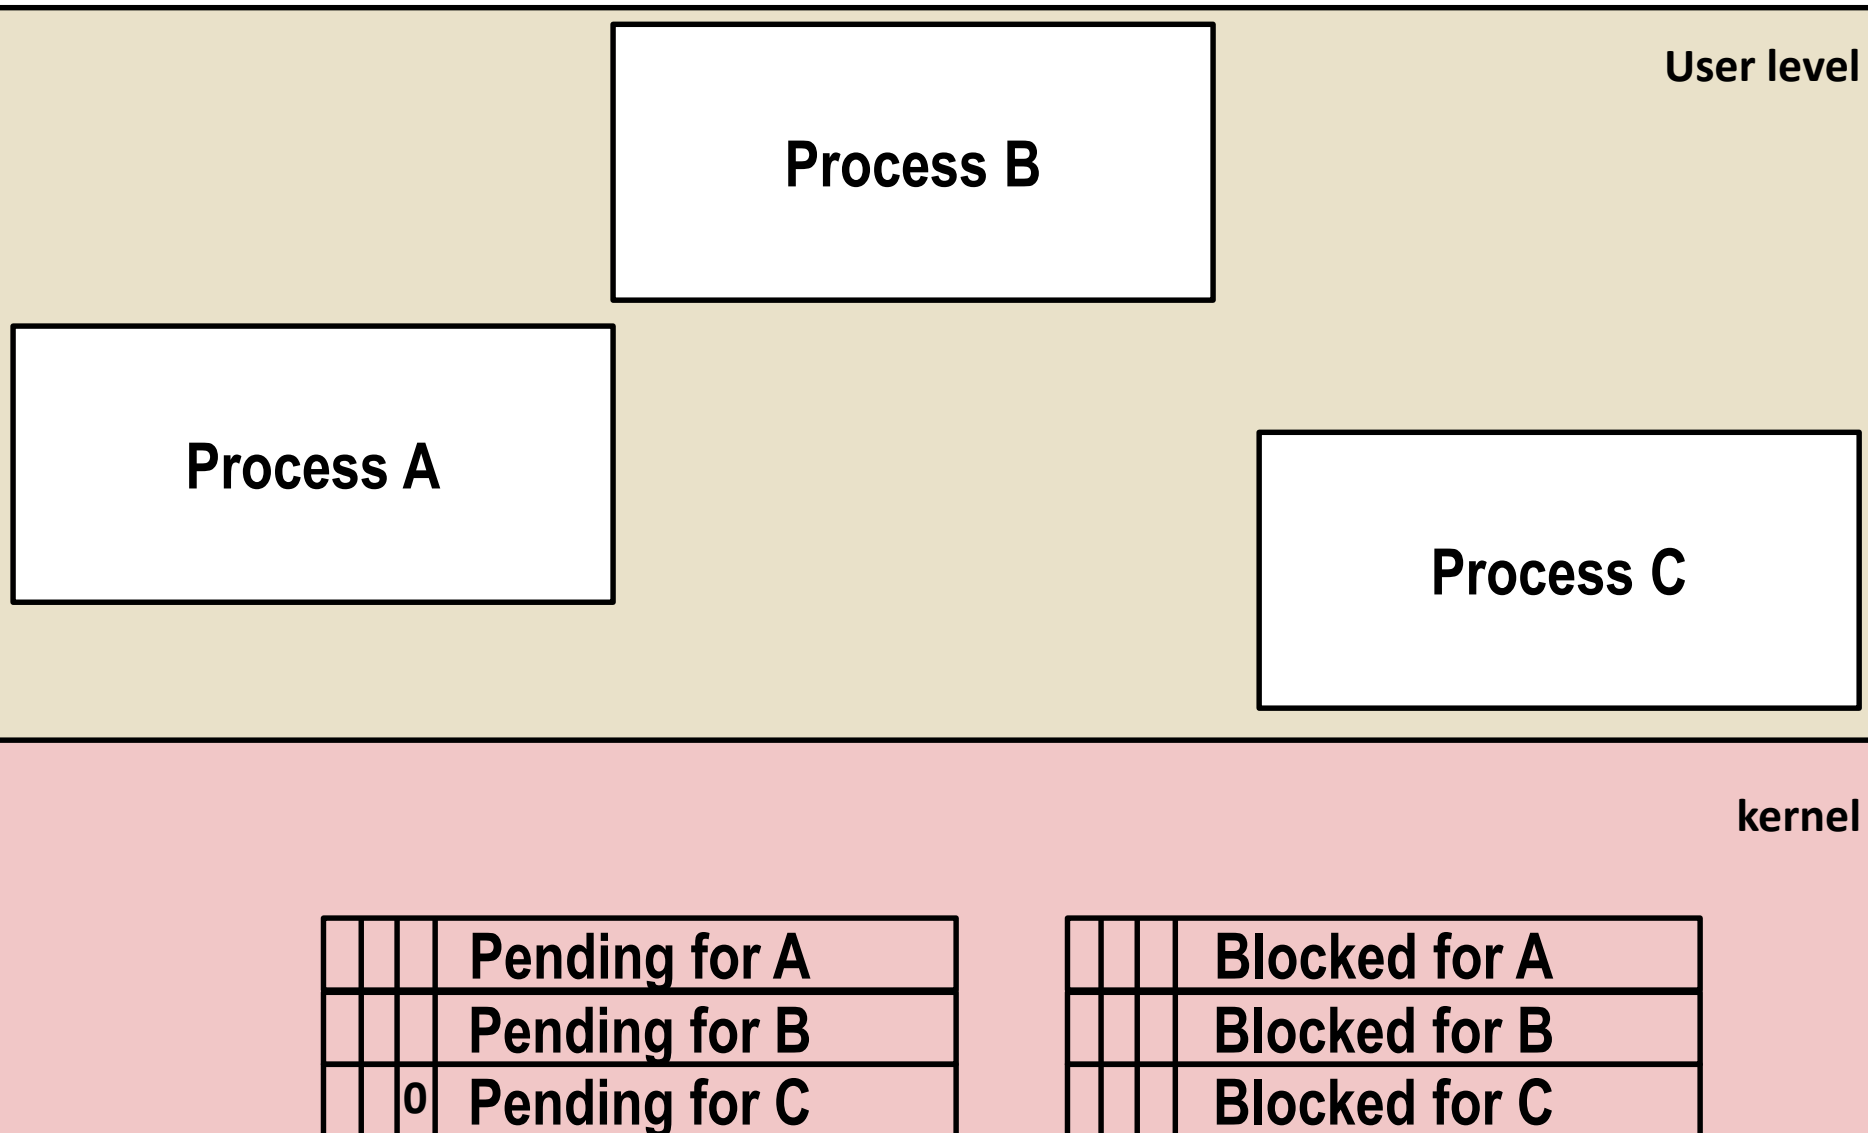 User level
Process B
Process A
Process C
kernel
Pending for A
Blocked for A
Pending for B
Blocked for B
0 Pending for C
Blocked for C